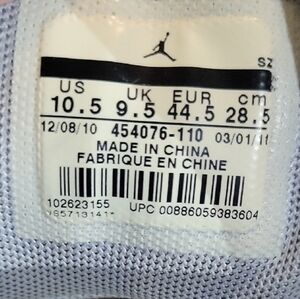 SZ
US UK EUR cm
10.5 9.5 44.5 28.5
12/08/10 454076-110 03/01/11
MADE IN CHINA
FABRIQUE EN CHINE
102623155
UPC 00886059383604